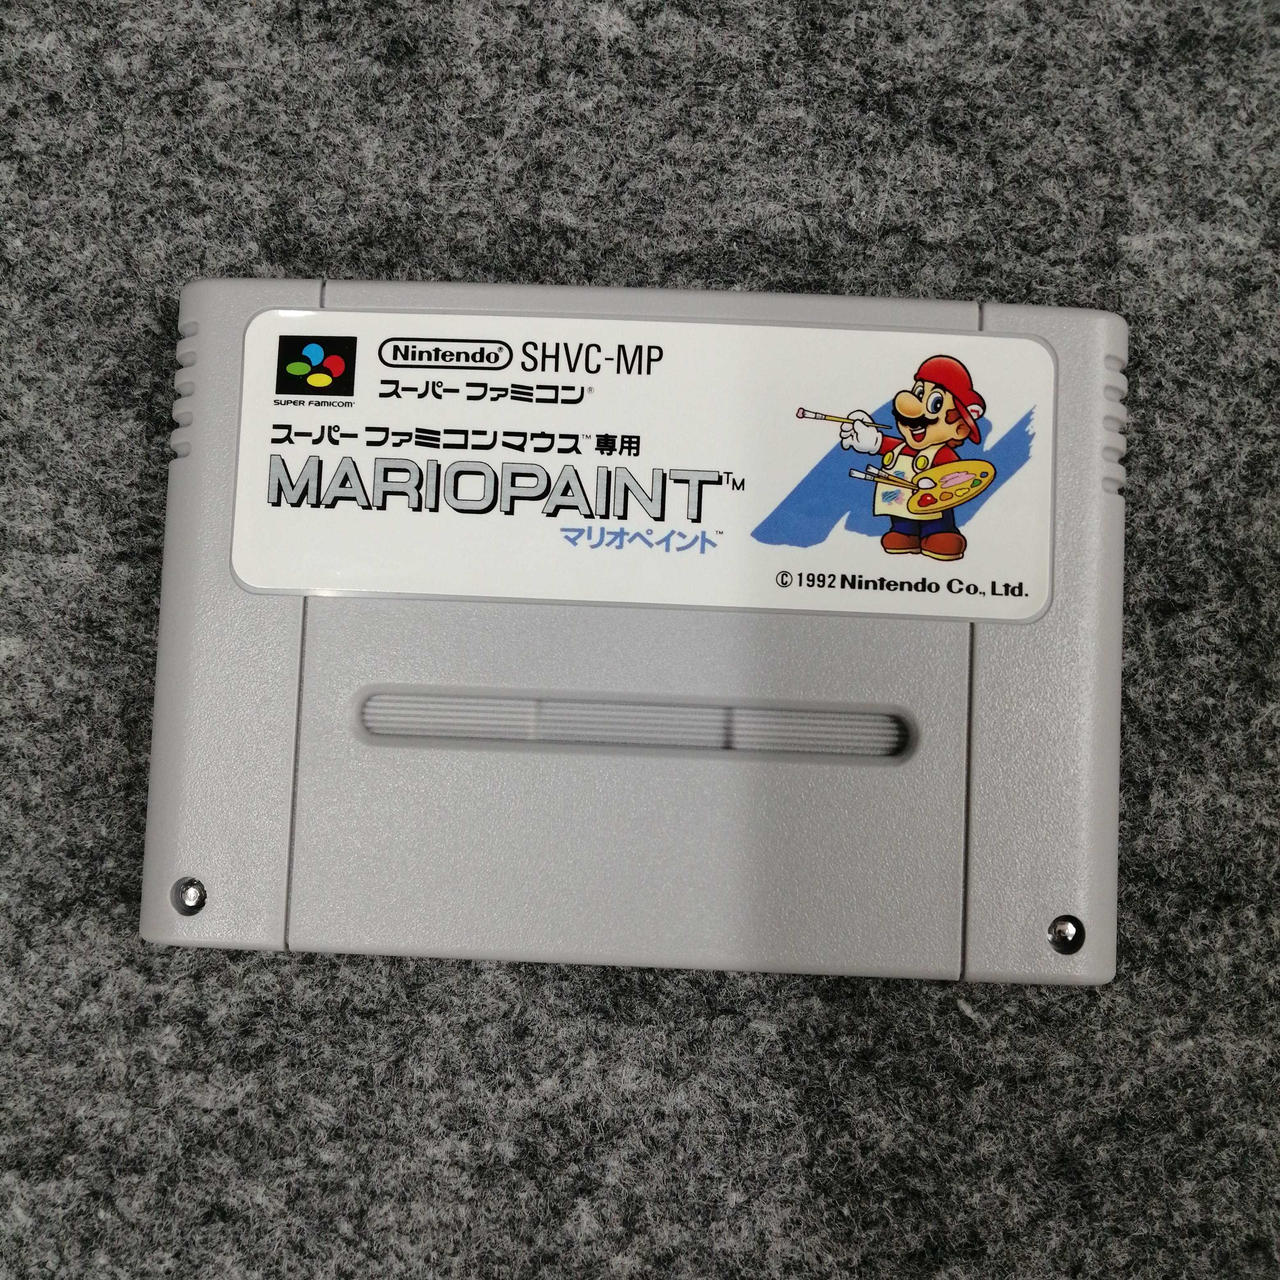 SUPER FAMICOM
Nintendo® SHVC-MP
スーパーファミコン®
スーパーファミコンマウス™専用
MARIOPAINT™
マリオペイント™
©1992 Nintendo Co., Ltd.